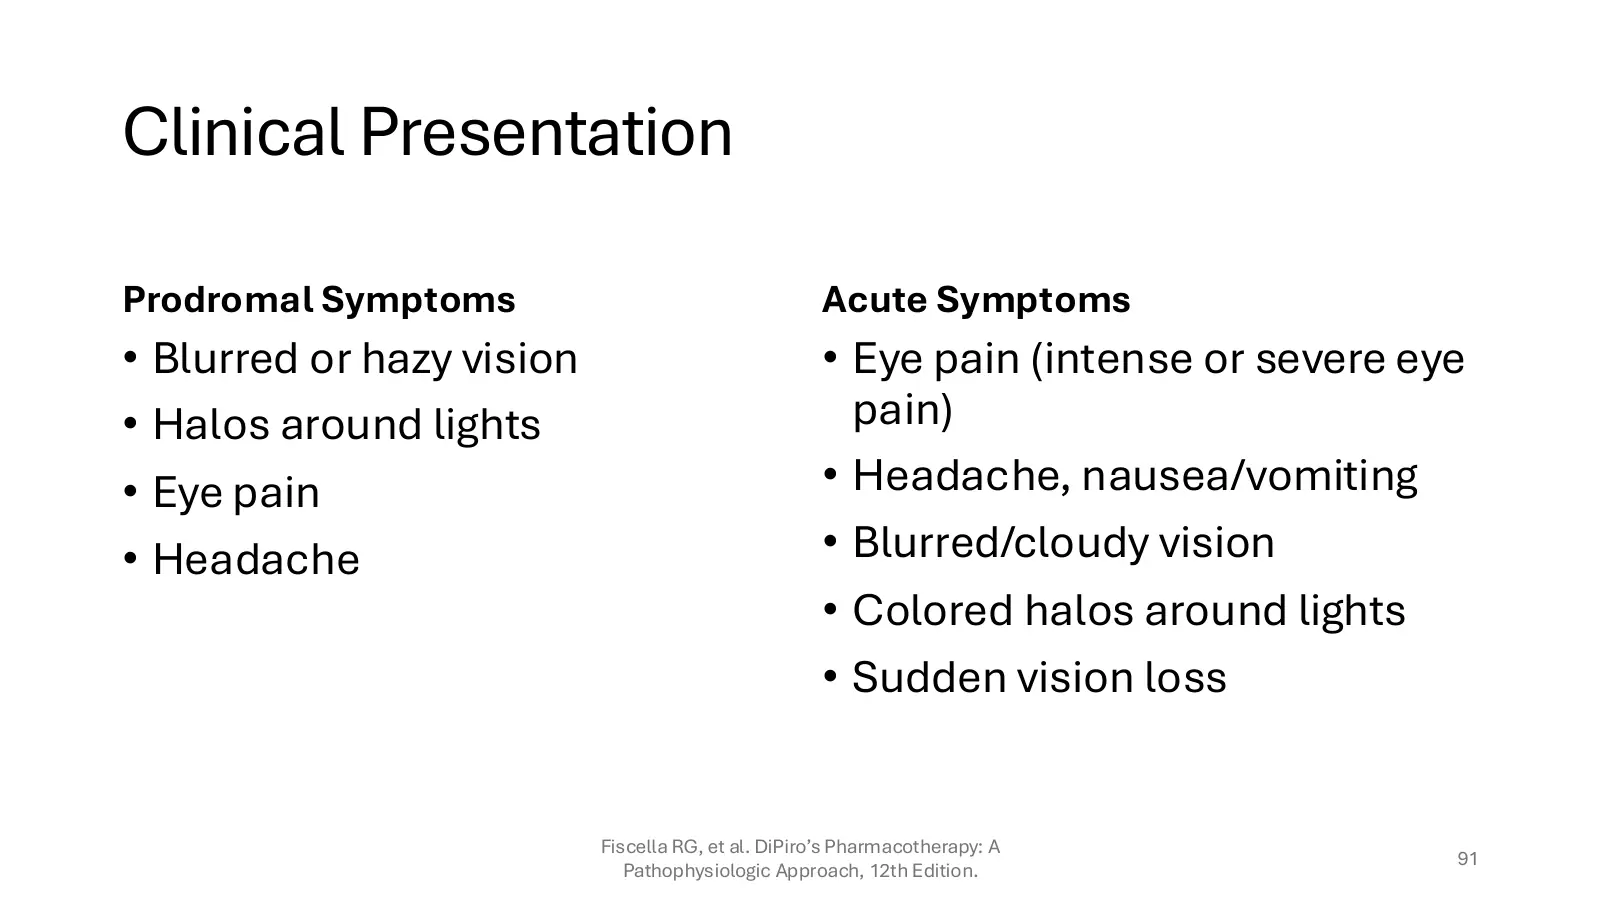 Clinical Presentation
Prodromal Symptoms
• Blurred or hazy vision
• Halos around lights
• Eye pain
• Headache
Acute Symptoms
• Eye pain (intense or severe eye
pain)
• Headache, nausea/vomiting
• Blurred/cloudy vision
• Colored halos around lights
• Sudden vision loss
Fiscella RG, et al. DiPiro’s Pharmacotherapy: A
Pathophysiologic Approach, 12th Edition.
91